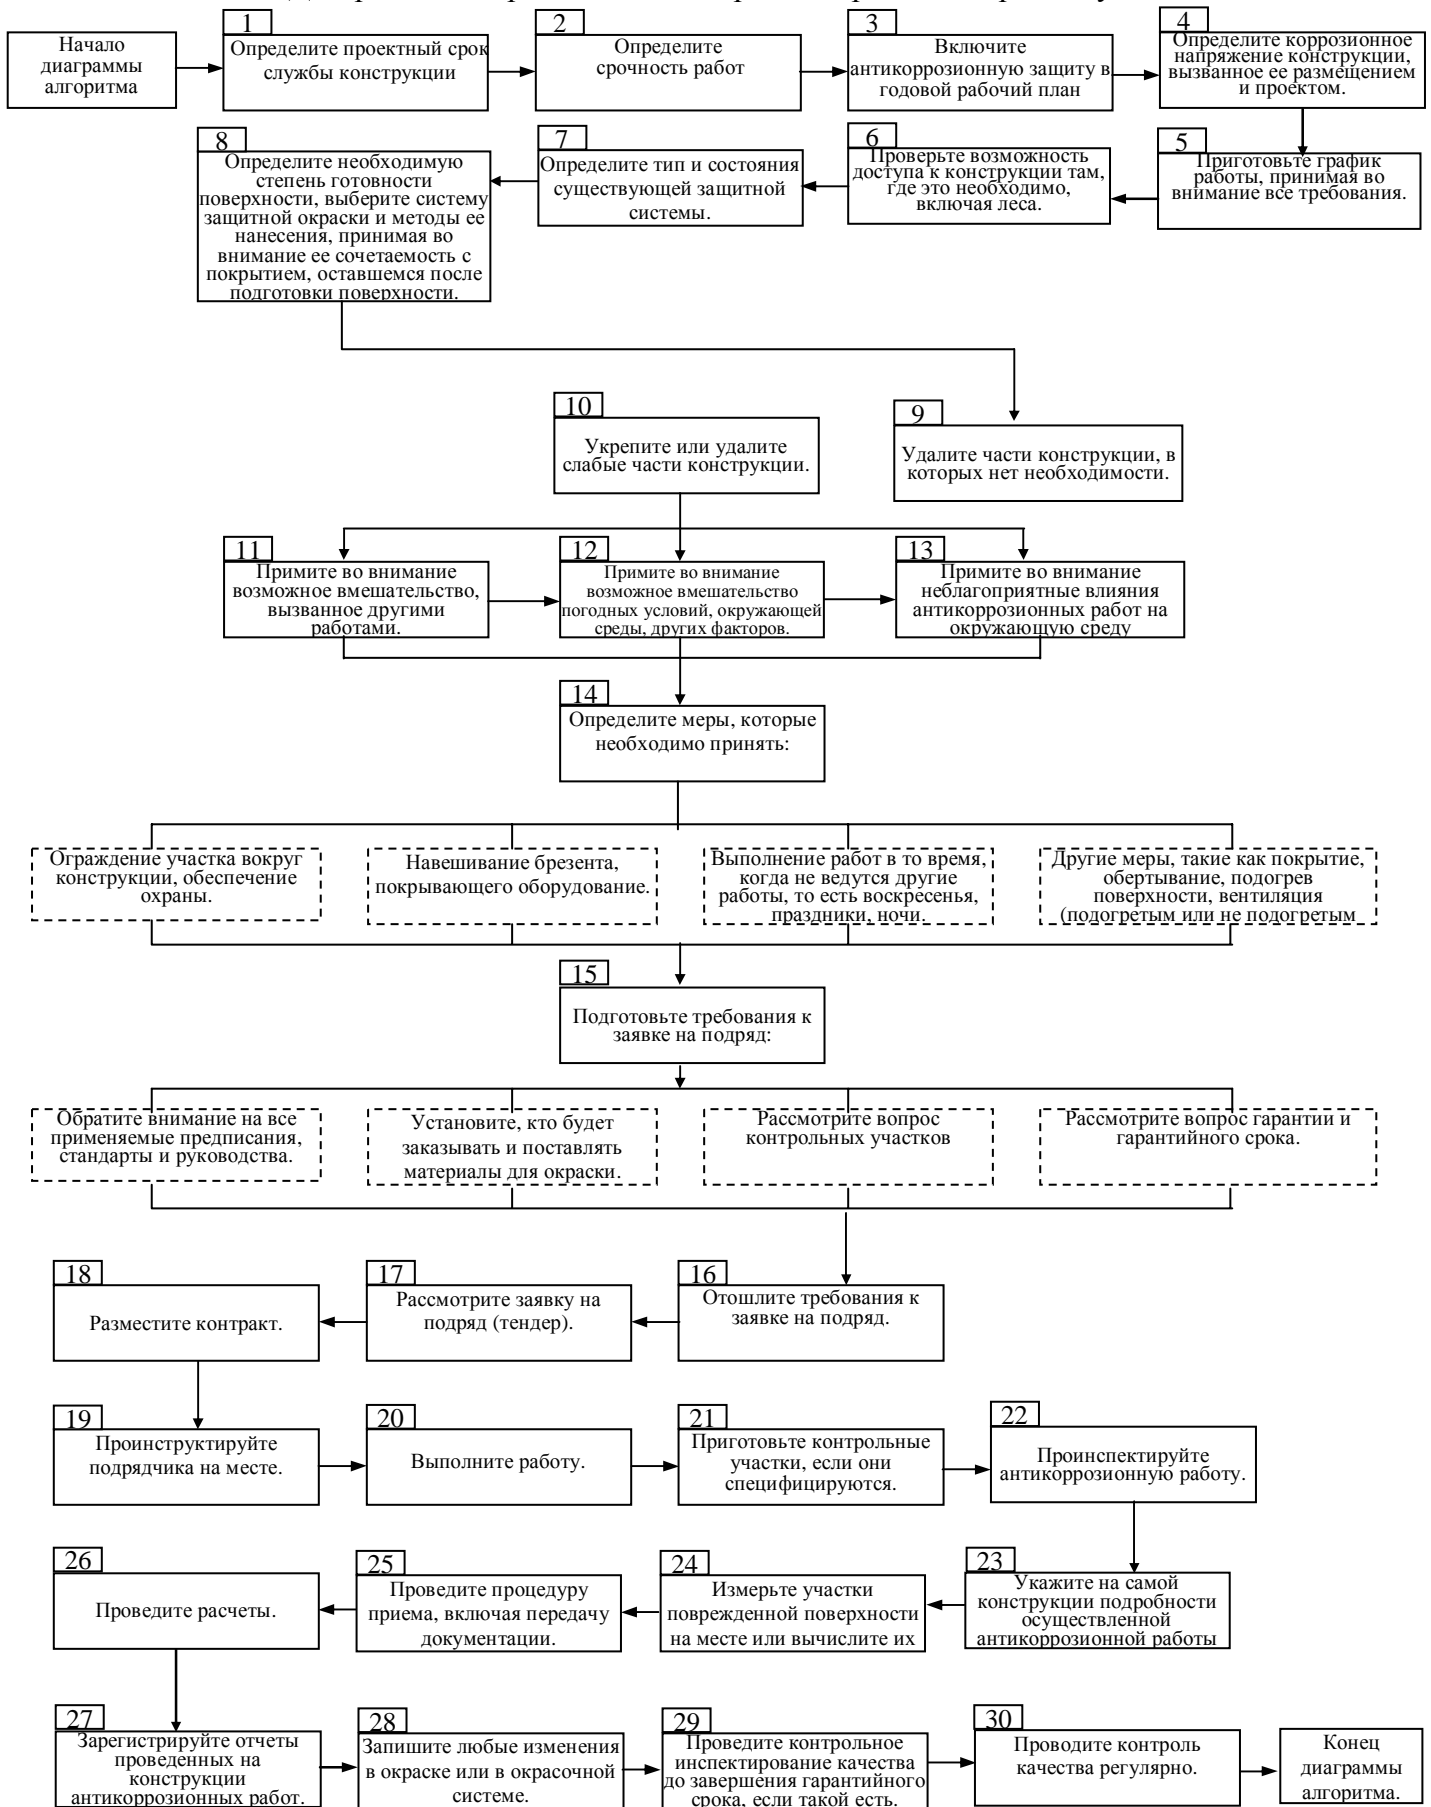 Начало
диаграммы
алгоритма
1
Определите проектный срок
службы конструкции
2
Определите
срочность работ
3
Включите
антикоррозионную защиту в
годовой рабочий план
4
Определите коррозионное
напряжение конструкции,
вызванное ее размещением
и проектом.
5
Приготовьте график
работы, принимая во
внимание все требования.
6
Проверьте возможность
доступа к конструкции там,
где это необходимо,
включая леса.
7
Определите тип и состояния
существующей защитной
системы.
8
Определите необходимую
степень готовности
поверхности, выберите систему
защитной окраски и методы ее
нанесения, принимая во
внимание ее сочетаемость с
покрытием, оставшемся после
подготовки поверхности.
9
Удалите части конструкции, в
которых нет необходимости.
10
Укрепите или удалите
слабые части конструкции.
11
Примите во внимание
возможное вмешательство,
вызванное другими
работами.
12
Примите во внимание
возможное вмешательство
погодных условий, окружающей
среды, других факторов.
13
Примите во внимание
неблагоприятные влияния
антикоррозионных работ на
окружающую среду
14
Определите меры, которые
необходимо принять:
Ограждение участка вокруг
конструкции, обеспечение
охраны.
Навешивание брезента,
покрывающего оборудование.
Выполнение работ в то время,
когда не ведутся другие
работы, то есть воскресенья,
праздники, ночи.
Другие меры, такие как покрытие,
обертывание, подогрев
поверхности, вентиляция
(подогретым или не подогретым
15
Подготовьте требования к
заявке на подряд:
Обратите внимание на все
применяемые предписания,
стандарты и руководства.
Установите, кто будет
заказывать и поставлять
материалы для окраски.
Рассмотрите вопрос
контрольных участков
Рассмотрите вопрос гарантии и
гарантийного срока.
16
Отошлите требования к
заявке на подряд.
17
Рассмотрите заявку на
подряд (тендер).
18
Разместите контракт.
19
Проинструктируйте
подрядчика на месте.
20
Выполните работу.
21
Приготовьте контрольные
участки, если они
специфицируются.
22
Проинспектируйте
антикоррозионную работу.
23
Укажите на самой
конструкции подробности
осуществленной
антикоррозионной работы
24
Измерьте участки
поврежденной поверхности
на месте или вычислите их
25
Проведите процедуру
приема, включая передачу
документации.
26
Проведите расчеты.
27
Зарегистрируйте отчеты
проведенных на
конструкции
антикоррозионных работ.
28
Запишите любые изменения
в окраске или в окрасочной
системе.
29
Проведите контрольное
инспектирование качества
до завершения гарантийного
срока, если такой есть.
30
Проводите контроль
качества регулярно.
Конец
диаграммы
алгоритма.